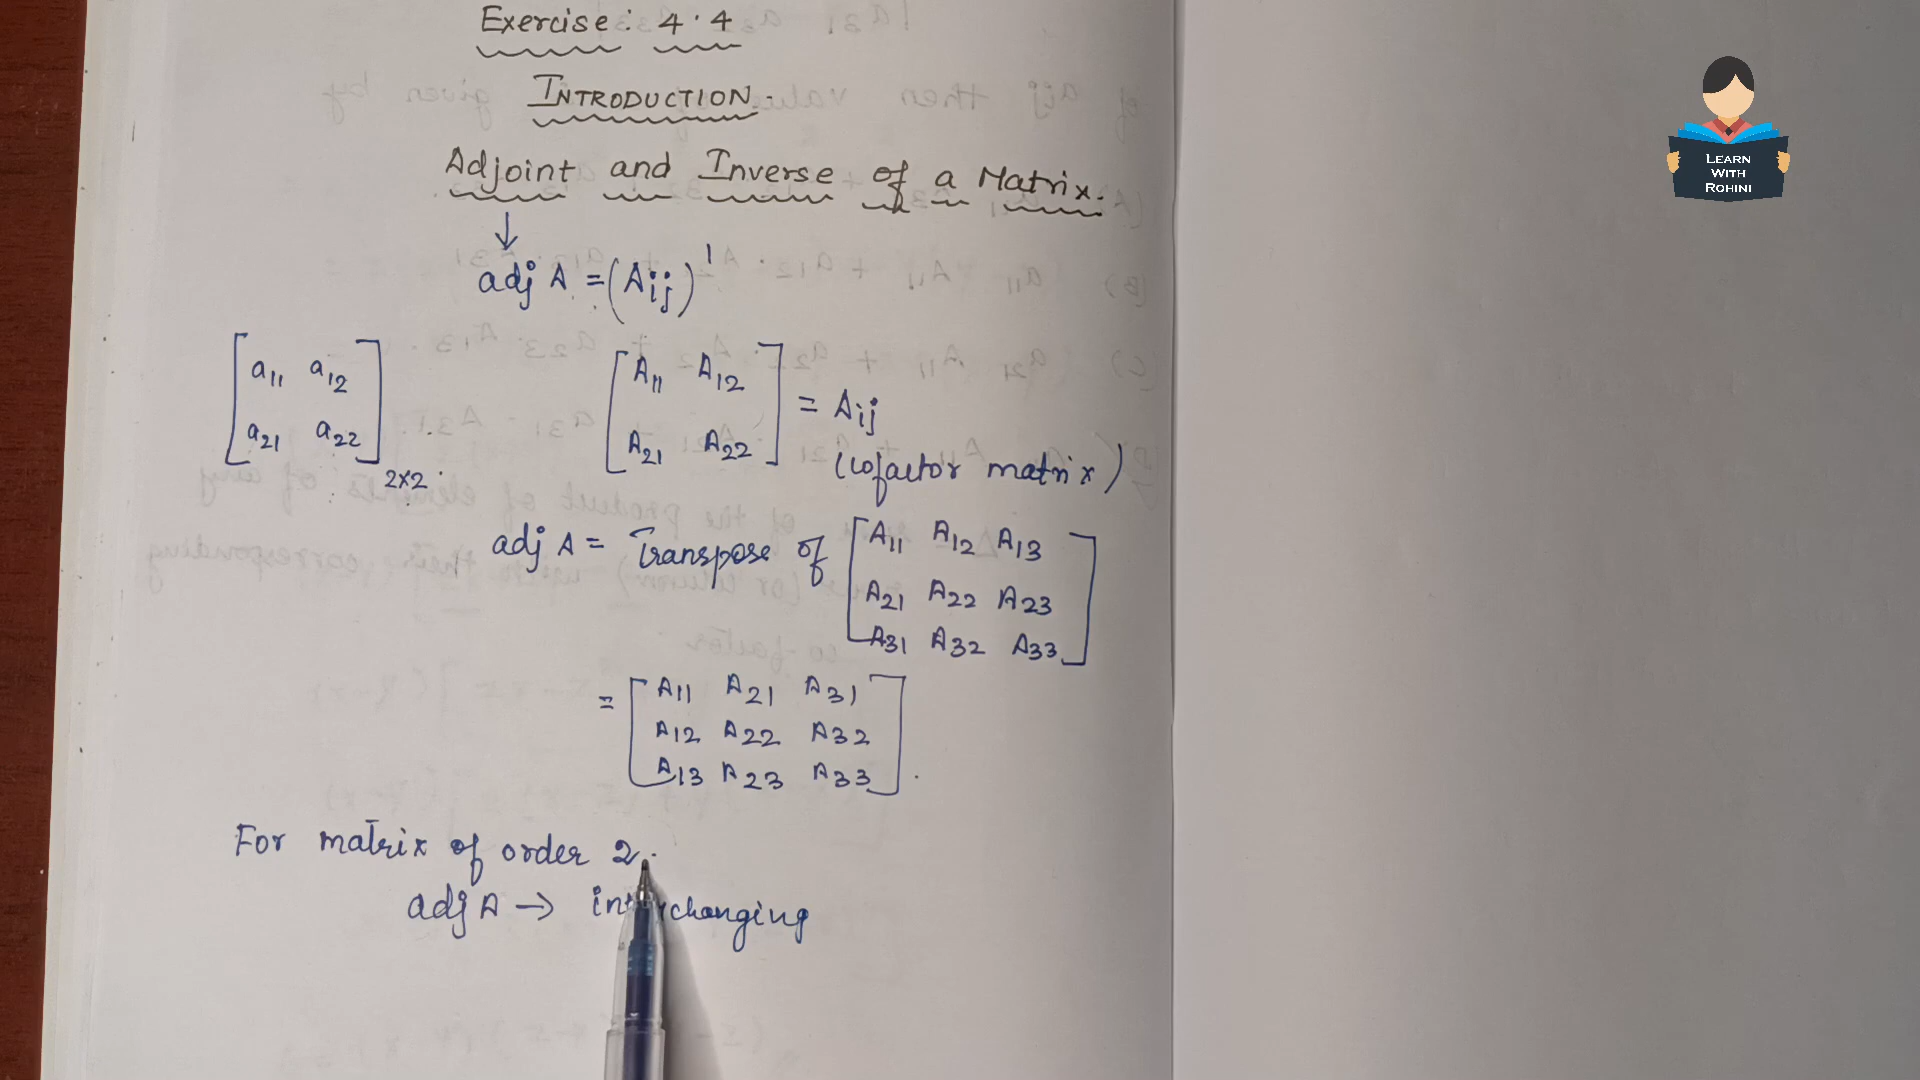 Exercise: 4.4
INTRODUCTION.
Adjoint and Inverse of a Matrix.
↓
adj A = (Aij)'
[a11 a12
a21 a22] 2×2.
[A11 A12
A21 A22] = Aij
(cofactor matrix)
adj A = Transpose of [A11 A12 A13
A21 A22 A23
A31 A32 A33]
= [A11 A21 A31
A12 A22 A32
A13 A23 A33].
For matrix of order 2.
adj A → interchanging
LEARN
WITH
ROHINI